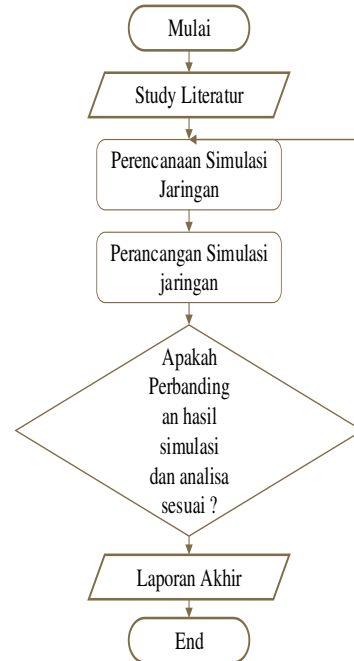 Mulai
Study Literatur
Perencanaan Simulasi
Jaringan
Perancangan Simulasi
jaringan
Apakah
Perbanding
an hasil
simulasi
dan analisa
sesuai ?
Laporan Akhir
End